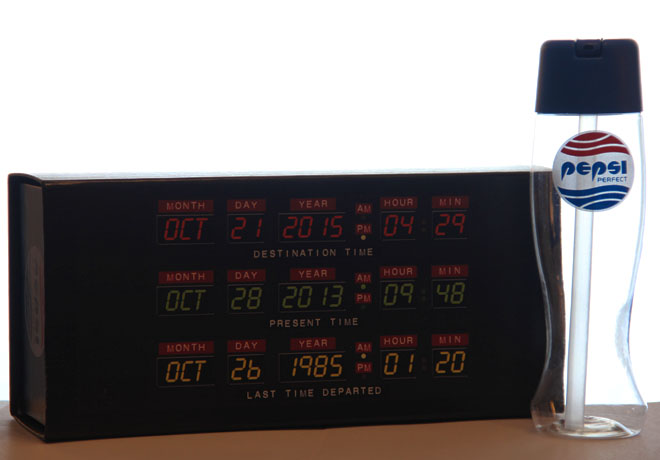 MONTH DAY YEAR AM HOUR MIN
OCT 21 2015 PM 04 : 29
DESTINATION TIME
MONTH DAY YEAR AM HOUR MIN
OCT 28 2013 PM 09 : 48
PRESENT TIME
MONTH DAY YEAR AM HOUR MIN
OCT 26 1985 PM 01 : 20
LAST TIME DEPARTED
PEPSI
PERFECT